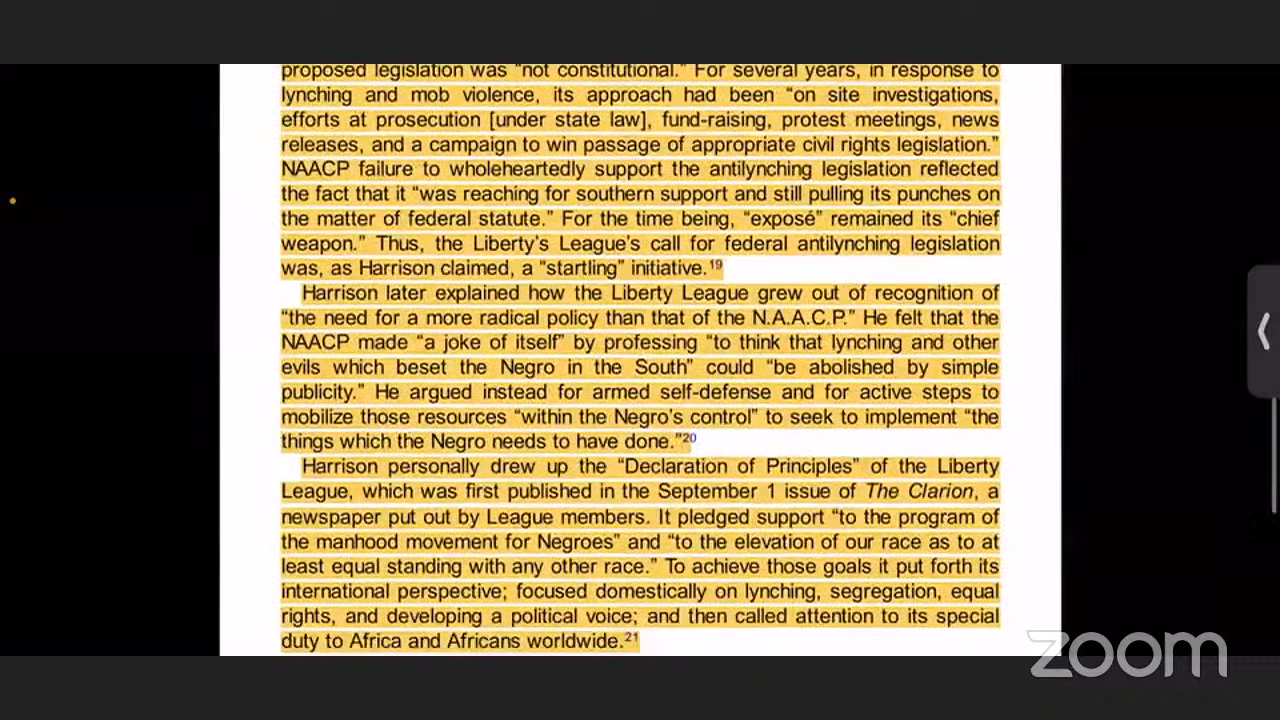 proposed legislation was “not constitutional.” For several years, in response to
lynching and mob violence, its approach had been “on site investigations,
efforts at prosecution [under state law], fund-raising, protest meetings, news
releases, and a campaign to win passage of appropriate civil rights legislation.”
NAACP failure to wholeheartedly support the antilynching legislation reflected
the fact that it “was reaching for southern support and still pulling its punches on
the matter of federal statute.” For the time being, “exposé” remained its “chief
weapon.” Thus, the Liberty’s League’s call for federal antilynching legislation
was, as Harrison claimed, a “startling” initiative.19
Harrison later explained how the Liberty League grew out of recognition of
“the need for a more radical policy than that of the N.A.A.C.P.” He felt that the
NAACP made “a joke of itself” by professing “to think that lynching and other
evils which beset the Negro in the South” could “be abolished by simple
publicity.” He argued instead for armed self-defense and for active steps to
mobilize those resources “within the Negro’s control” to seek to implement “the
things which the Negro needs to have done.”20
Harrison personally drew up the “Declaration of Principles” of the Liberty
League, which was first published in the September 1 issue of The Clarion, a
newspaper put out by League members. It pledged support “to the program of
the manhood movement for Negroes” and “to the elevation of our race as to at
least equal standing with any other race.” To achieve those goals it put forth its
international perspective; focused domestically on lynching, segregation, equal
rights, and developing a political voice; and then called attention to its special
duty to Africa and Africans worldwide.21
zoom